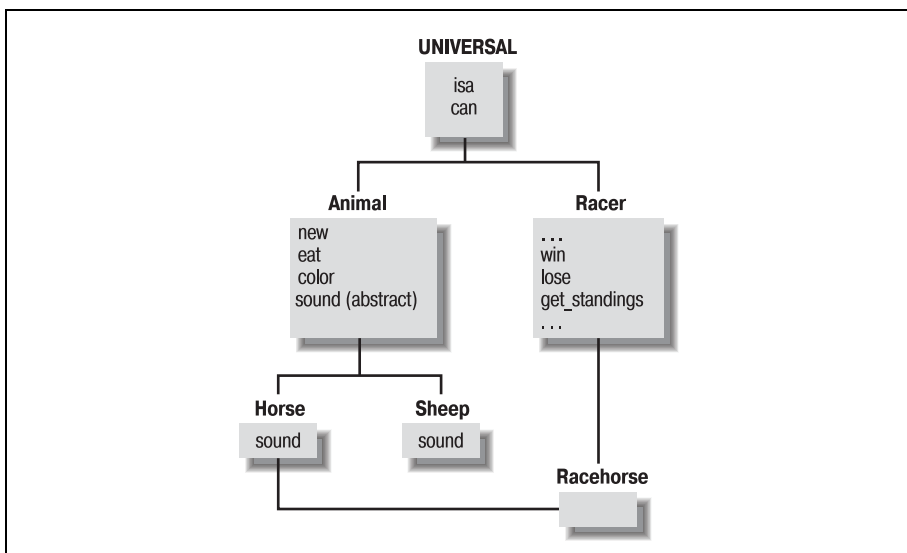 UNIVERSAL
isa
can
Animal
new
eat
color
sound (abstract)
Racer
. . .
win
lose
get_standings
. . .
Horse
sound
Sheep
sound
Racehorse